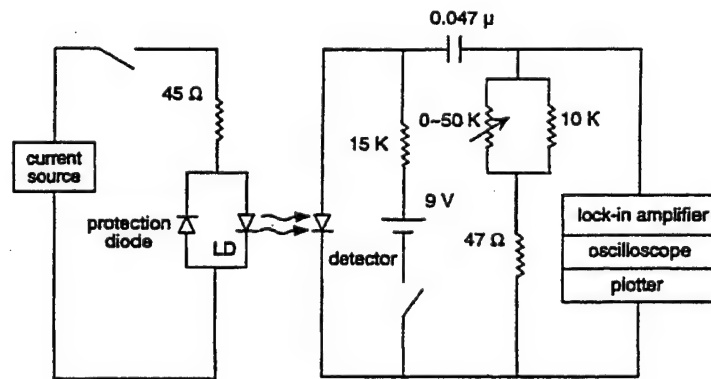 0.047 μ
45 Ω
0~50 K
10 K
15 K
current
source
9 V
protection
diode
LD
detector
47 Ω
lock-in amplifier
oscilloscope
plotter